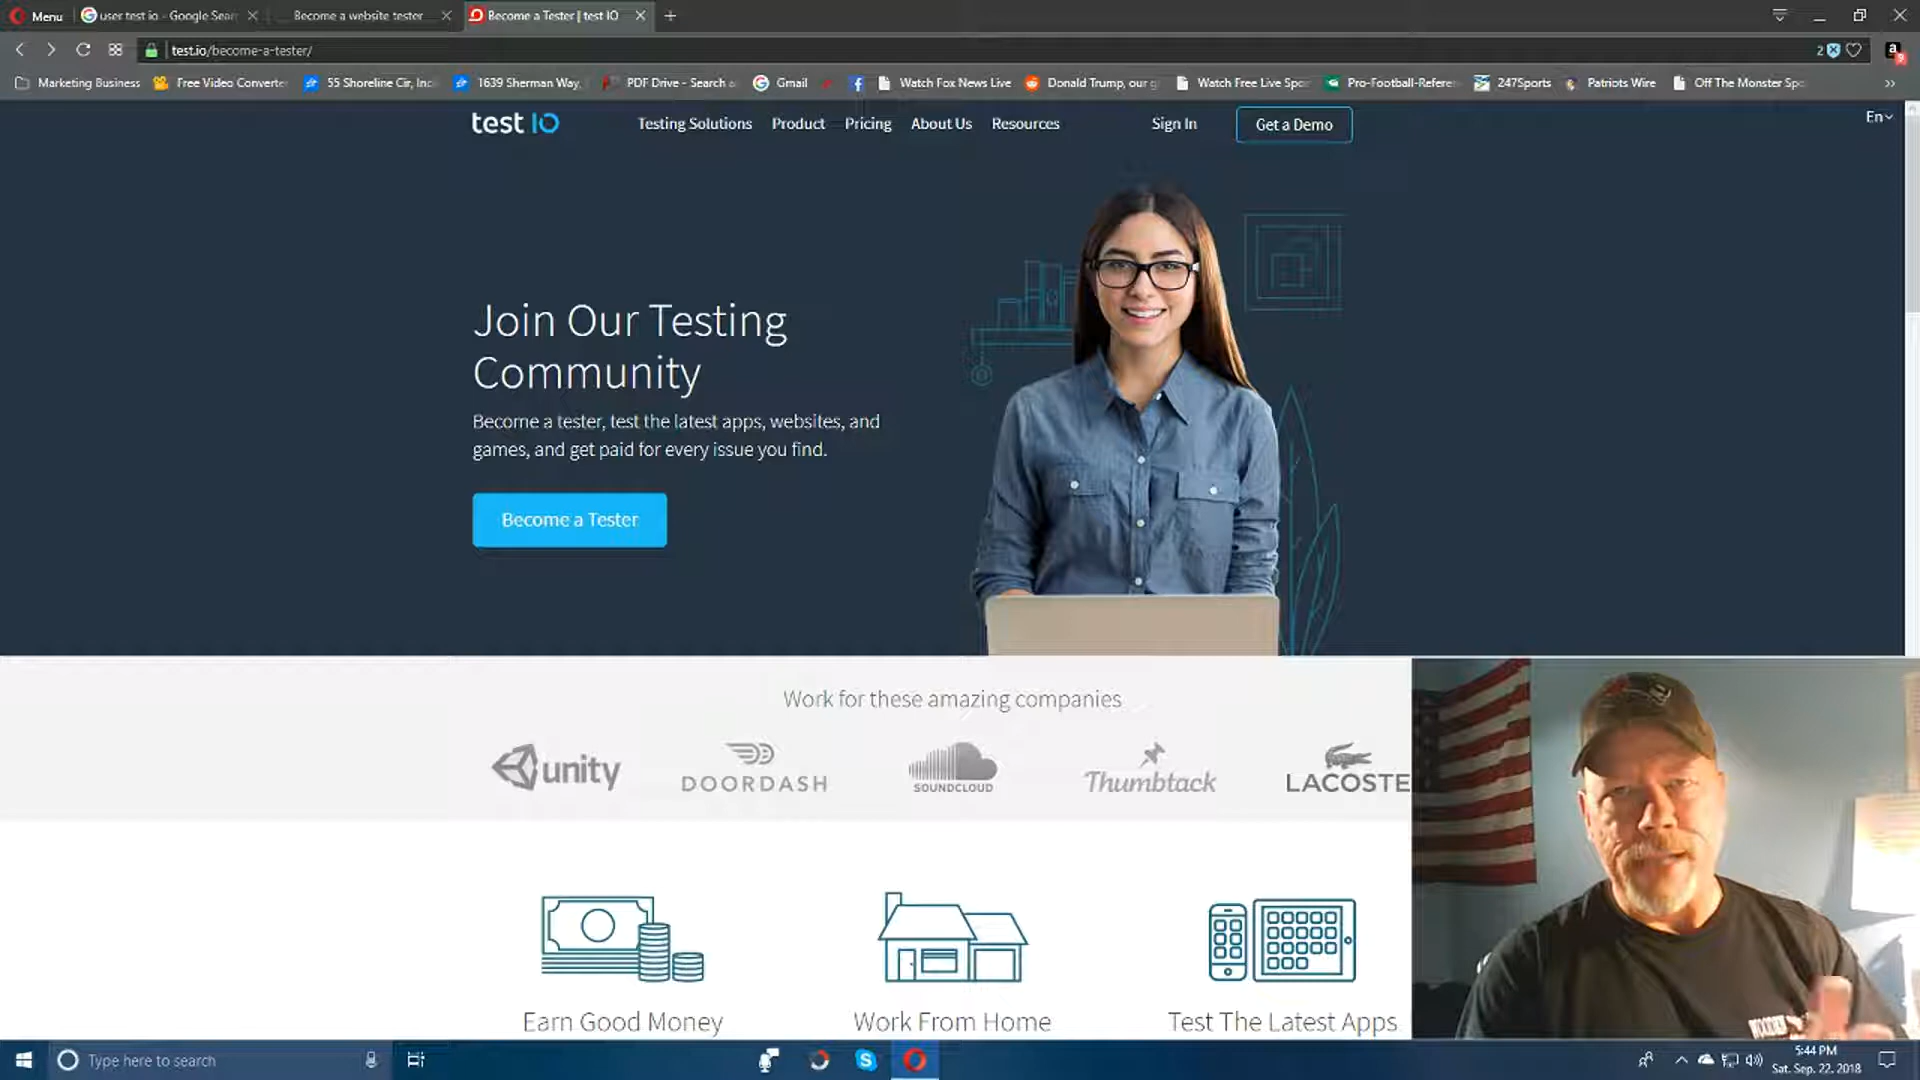 Menu
user test io - Google Sear
Become a website tester
Become a Tester | test IO
test.io/become-a-tester/
2
Marketing Business
Free Video Converte
55 Shoreline Cir, Inc
1639 Sherman Way,
PDF Drive - Search a
Gmail
Watch Fox News Live
Donald Trump, our g
Watch Free Live Spo
Pro-Football-Refere
247Sports
Patriots Wire
Off The Monster Spo
test IO
Testing Solutions
Product
Pricing
About Us
Resources
Sign In
Get a Demo
En
Join Our Testing
Community
Become a tester, test the latest apps, websites, and
games, and get paid for every issue you find.
Become a Tester
Work for these amazing companies
unity
DOORDASH
SOUNDCLOUD
Thumbtack
LACOSTE
Earn Good Money
Work From Home
Test The Latest Apps
Type here to search
5:44 PM
Sat. Sep. 22, 2018